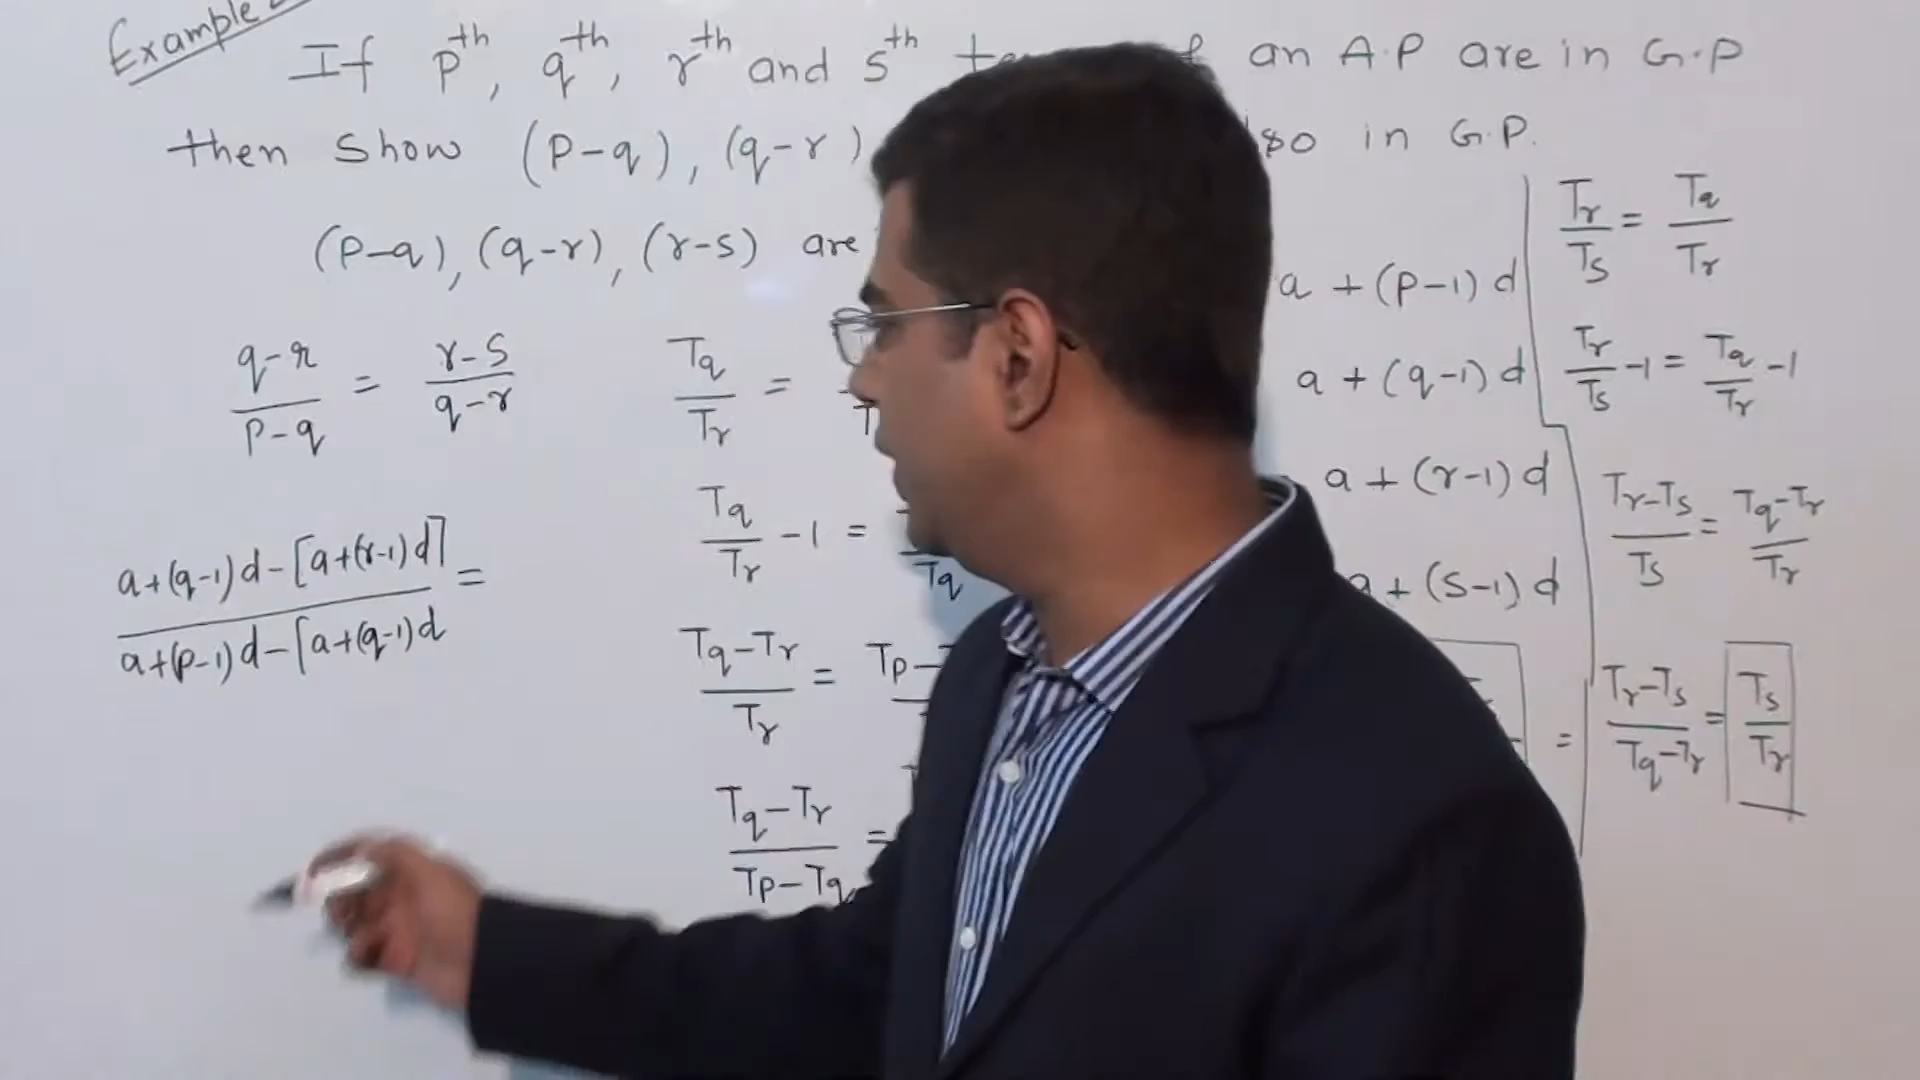 Example
If pth, qth, rth and sth an A.P are in G.P
then show (p-q), (q-r) in G.P.
(p-q), (q-r), (r-s) are
q-r / p-q = r-s / q-r
a+(q-1)d-[a+(r-1)d] / a+(p-1)d-[a+(q-1)d =
Tq / Tr =
Tq / Tr -1 = Tq
Tq-Tr / Tr = Tp-
Tq-Tr / Tp-Tq =
a+(p-1)d
a+(q-1)d
a+(r-1)d
a+(s-1)d
=
Tr / Ts = Tq / Tr
Tr / Ts -1 = Tq / Tr -1
Tr-Ts / Ts = Tq-Tr / Tr
Tr-Ts / Tq-Tr = Ts / Tr